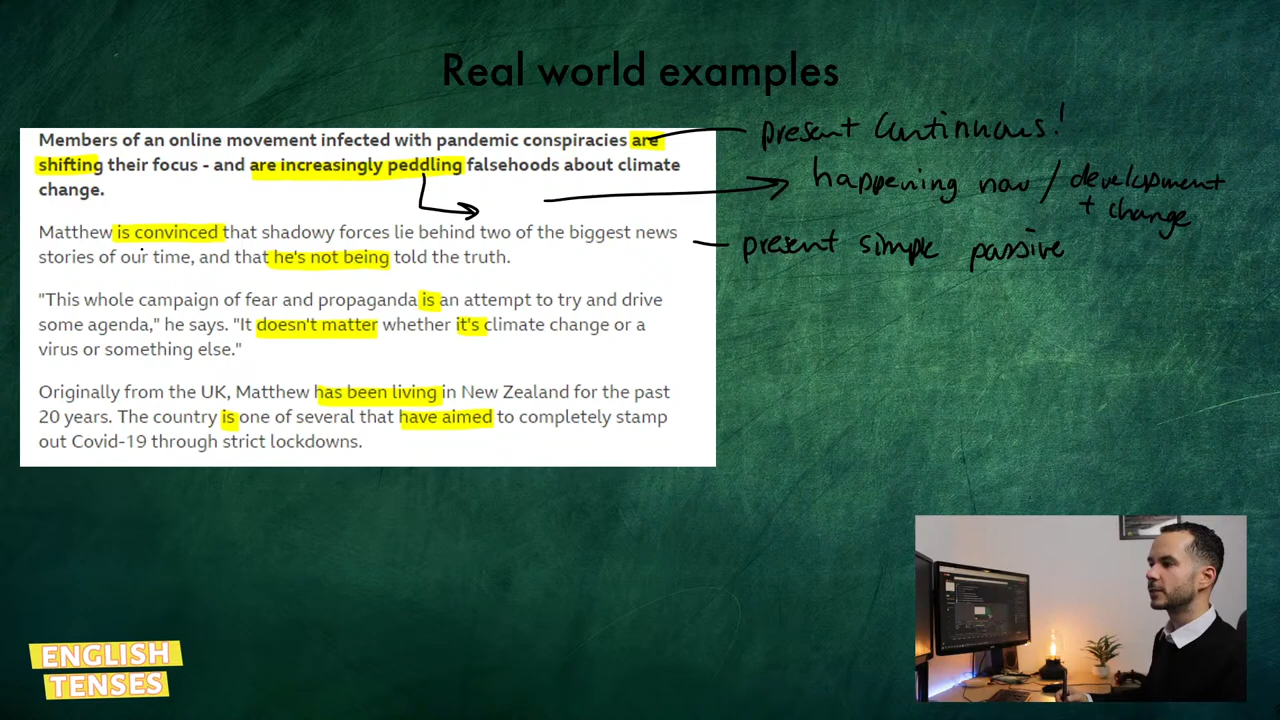 Real world examples
Members of an online movement infected with pandemic conspiracies are
shifting their focus - and are increasingly peddling falsehoods about climate
change.
Matthew is convinced that shadowy forces lie behind two of the biggest news
stories of our time, and that he's not being told the truth.
"This whole campaign of fear and propaganda is an attempt to try and drive
some agenda," he says. "It doesn't matter whether it's climate change or a
virus or something else."
Originally from the UK, Matthew has been living in New Zealand for the past
20 years. The country is one of several that have aimed to completely stamp
out Covid-19 through strict lockdowns.
present continuous!
happening now / development
+ change
present simple passive
ENGLISH
TENSES